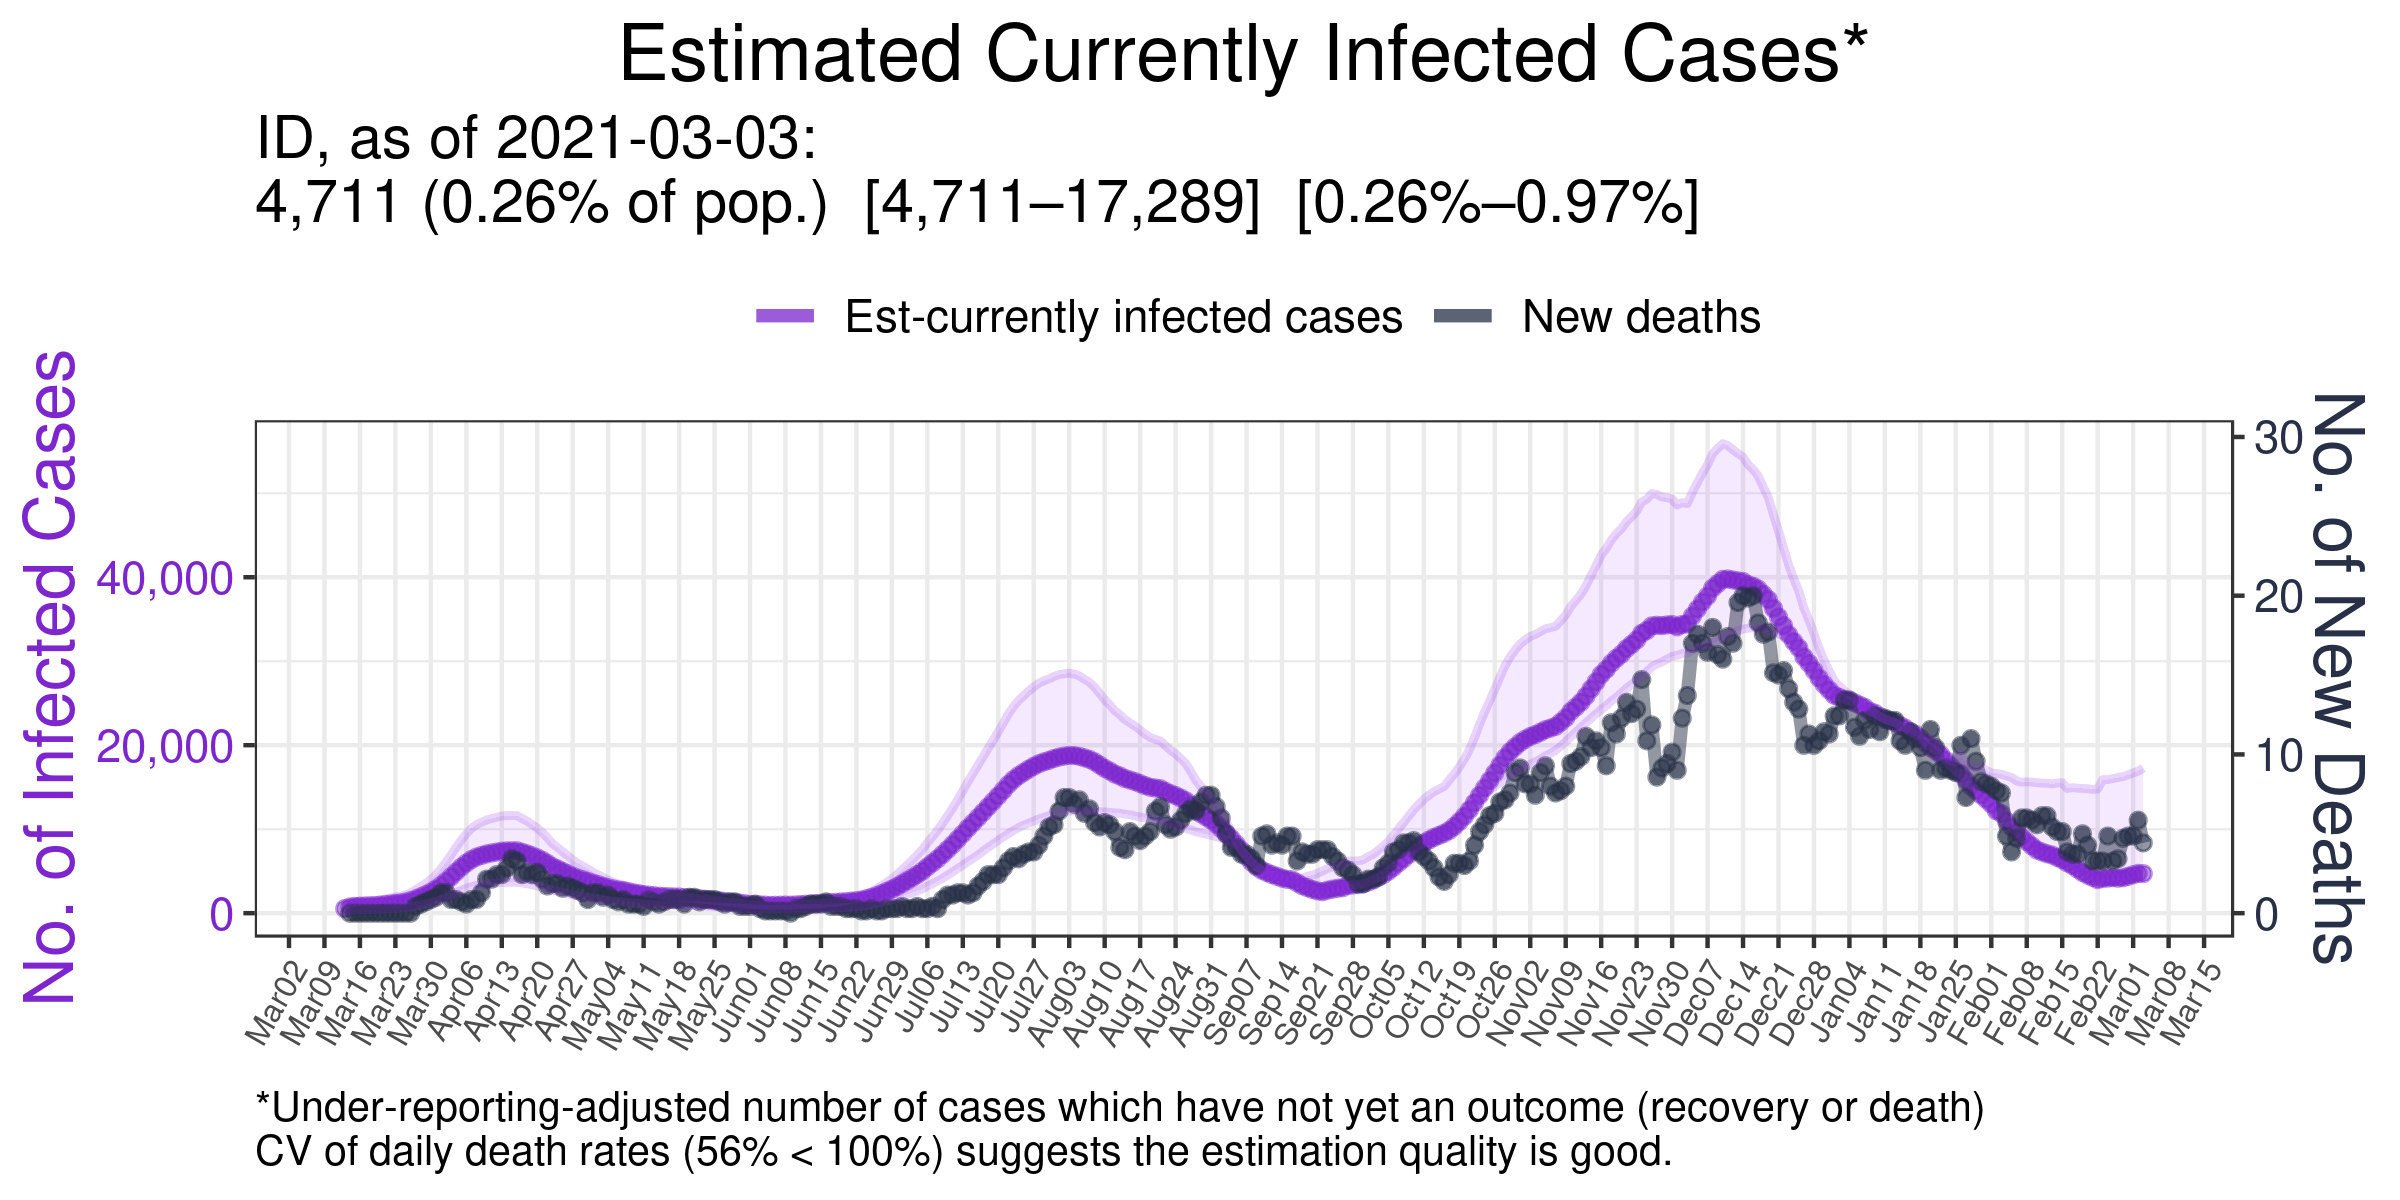 Estimated Currently Infected Cases*
ID, as of 2021-03-03:
4,711 (0.26% of pop.)  [4,711–17,289]  [0.26%–0.97%]
Est-currently infected cases
New deaths
No. of Infected Cases
40,000
20,000
0
30
20
10
0
No. of New Deaths
Mar02
Mar09
Mar16
Mar23
Mar30
Apr06
Apr13
Apr20
Apr27
May04
May11
May18
May25
Jun01
Jun08
Jun15
Jun22
Jun29
Jul06
Jul13
Jul20
Jul27
Aug03
Aug10
Aug17
Aug24
Aug31
Sep07
Sep14
Sep21
Sep28
Oct05
Oct12
Oct19
Oct26
Nov02
Nov09
Nov16
Nov23
Nov30
Dec07
Dec14
Dec21
Dec28
Jan04
Jan11
Jan18
Jan25
Feb01
Feb08
Feb15
Feb22
Mar01
Mar08
Mar15
*Under-reporting-adjusted number of cases which have not yet an outcome (recovery or death)
CV of daily death rates (56% < 100%) suggests the estimation quality is good.